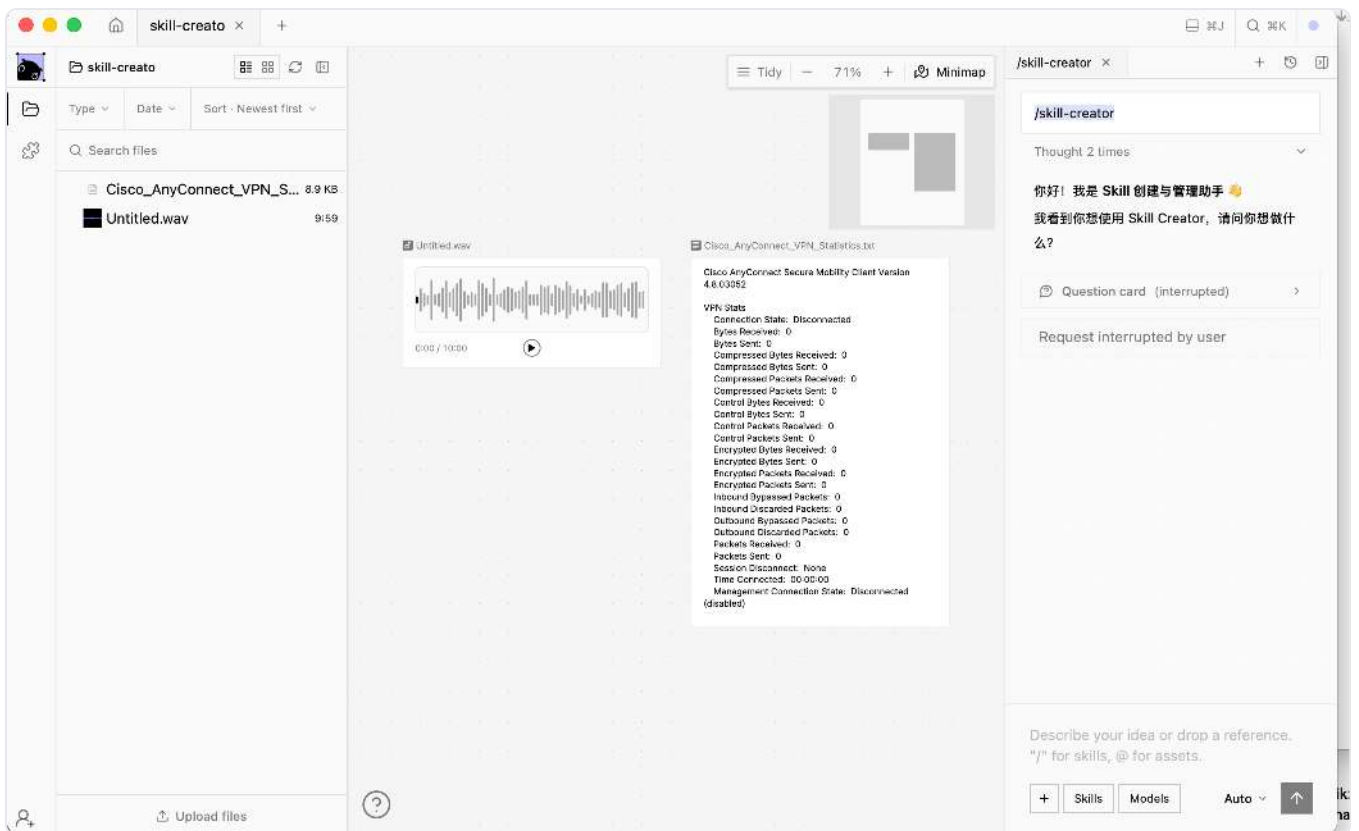 skill-creato ×
+
⌘J
⌘K
skill-creato
Type
Date
Sort · Newest first
Search files
Cisco_AnyConnect_VPN_S... 8.9 KB
Untitled.wav 9:59
Upload files
Tidy − 71% + Minimap
Untitled.wav
0:00 / 10:00
Cisco_AnyConnect_VPN_Statistics.txt
Cisco AnyConnect Secure Mobility Client Version
4.8.03052
VPN Stats
Connection State: Disconnected
Bytes Received: 0
Bytes Sent: 0
Compressed Bytes Received: 0
Compressed Bytes Sent: 0
Compressed Packets Received: 0
Compressed Packets Sent: 0
Control Bytes Received: 0
Control Bytes Sent: 0
Control Packets Received: 0
Control Packets Sent: 0
Encrypted Bytes Received: 0
Encrypted Bytes Sent: 0
Encrypted Packets Received: 0
Encrypted Packets Sent: 0
Inbound Bypassed Packets: 0
Inbound Discarded Packets: 0
Outbound Bypassed Packets: 0
Outbound Discarded Packets: 0
Packets Received: 0
Packets Sent: 0
Session Disconnect: None
Time Connected: 00:00:00
Management Connection State: Disconnected
(disabled)
?
/skill-creator × +
/skill-creator
Thought 2 times
你好！我是 Skill 创建与管理助手 👋
我看到你想使用 Skill Creator，请问你想做什
么？
Question card (interrupted)
Request interrupted by user
Describe your idea or drop a reference.
"/" for skills, @ for assets.
+ Skills Models Auto